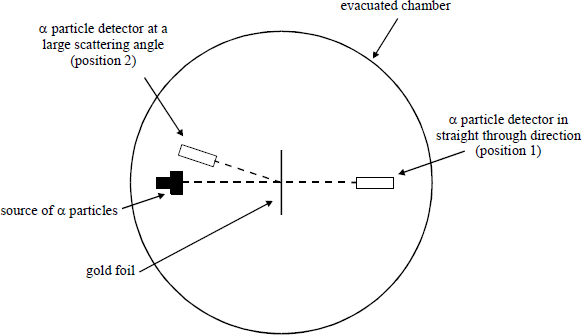 evacuated chamber
α particle detector at a
large scattering angle
(position 2)
α particle detector in
straight through direction
(position 1)
source of α particles
gold foil